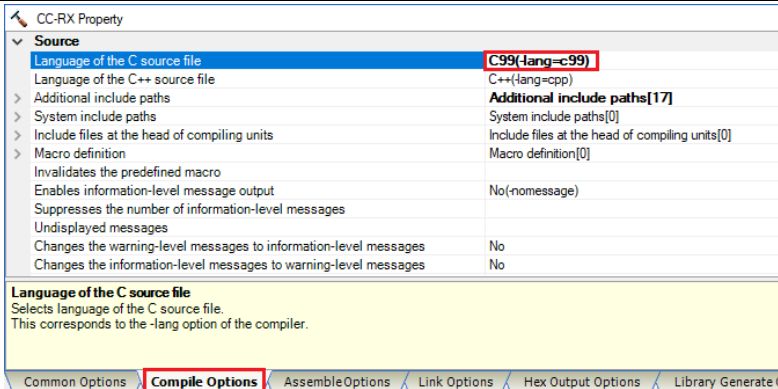 CC-RX Property
Source
Language of the C source file C99(-lang=c99)
Language of the C++ source file C++(-lang=cpp)
Additional include paths Additional include paths[17]
System include paths System include paths[0]
Include files at the head of compiling units Include files at the head of compiling units[0]
Macro definition Macro definition[0]
Invalidates the predefined macro
Enables information-level message output No(-nomessage)
Suppresses the number of information-level messages
Undisplayed messages
Changes the warning-level messages to information-level messages No
Changes the information-level messages to warning-level messages No
Language of the C source file
Selects language of the C source file.
This corresponds to the -lang option of the compiler.
Common Options Compile Options Assemble Options Link Options Hex Output Options Library Generate